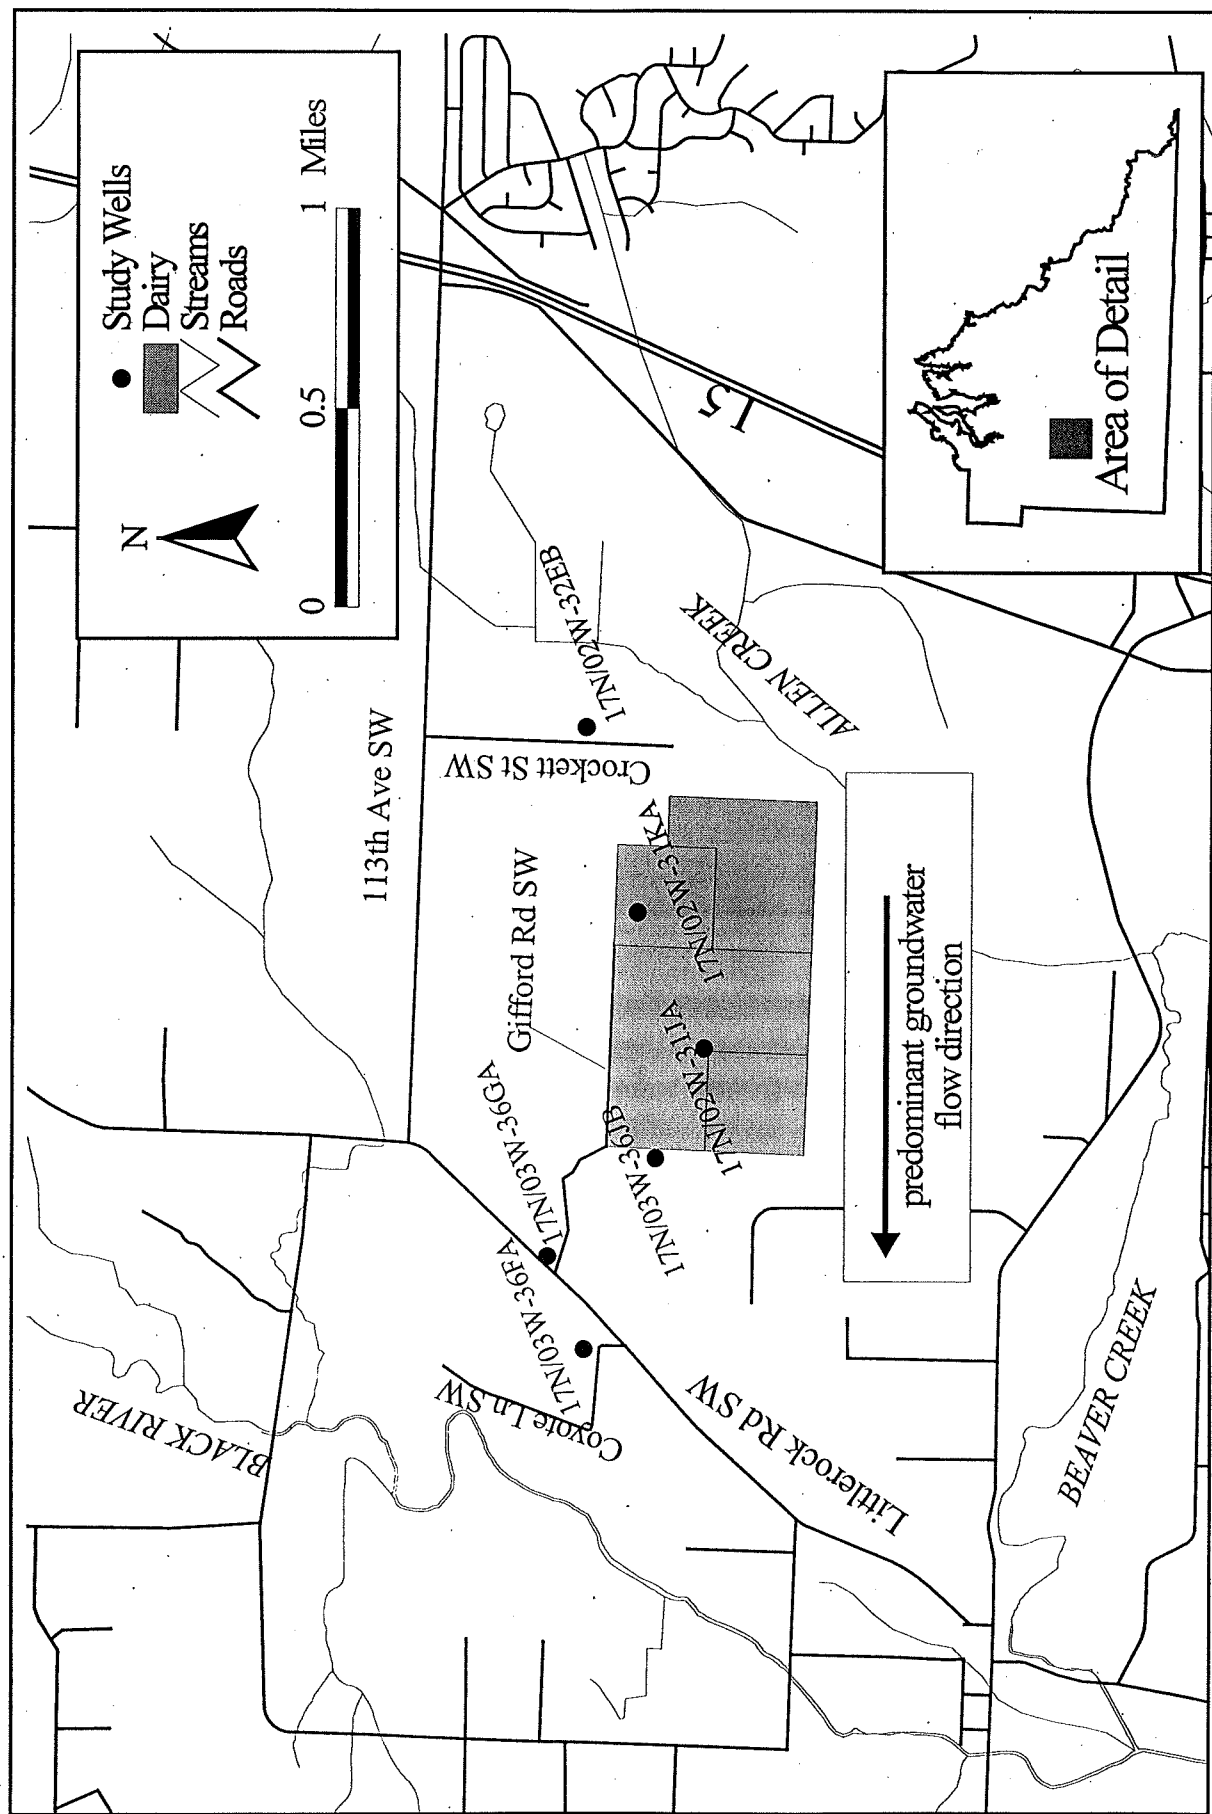 N
Study Wells
Dairy
Streams
Roads
0
0.5
1 Miles
113th Ave SW
Crockett St SW
Gifford Rd SW
17N/02W-32EB
17N/02W-31KA
17N/02W-31JA
17N/03W-36JB
17N/03W-36GA
17N/03W-36FA
Coyote Ln SW
Littlerock Rd SW
BLACK RIVER
ALLEN CREEK
BEAVER CREEK
I5
predominant groundwater
flow direction
Area of Detail